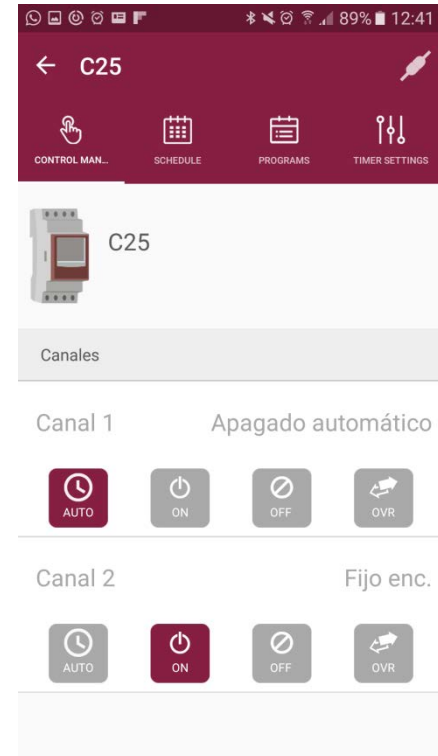 89% 12:41
C25
CONTROL MAN...
SCHEDULE
PROGRAMS
TIMER SETTINGS
C25
Canales
Canal 1 Apagado automático
AUTO ON OFF OVR
Canal 2 Fijo enc.
AUTO ON OFF OVR